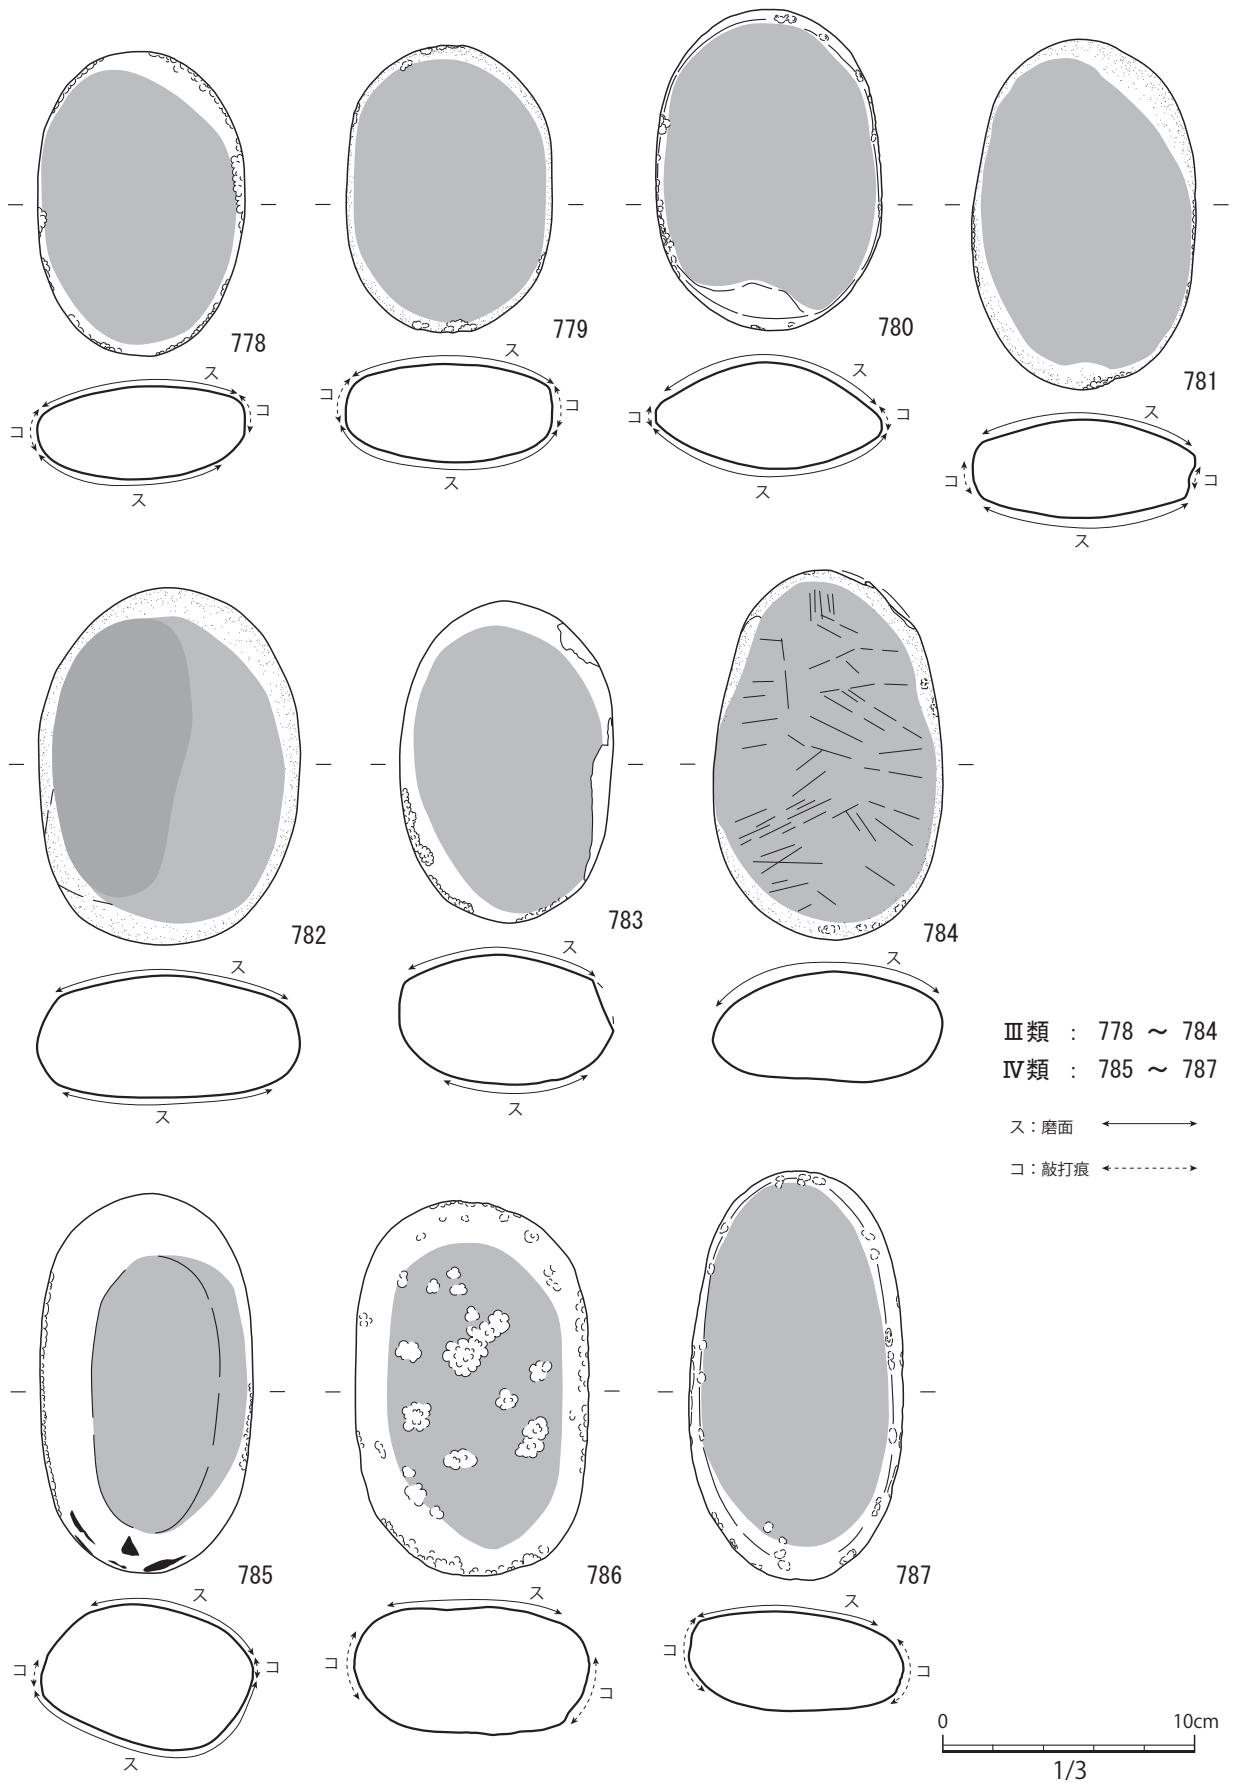 778
779
780
781
ス
コ
コ
ス
ス
コ
コ
ス
ス
コ
コ
ス
ス
コ
コ
ス
782
783
784
ス
ス
ス
ス
ス
Ⅲ類 : 778 ～ 784
Ⅳ類 : 785 ～ 787
ス：磨面
コ：敲打痕
785
786
787
ス
コ
コ
ス
ス
コ
コ
ス
コ
コ
0 10cm
1/3